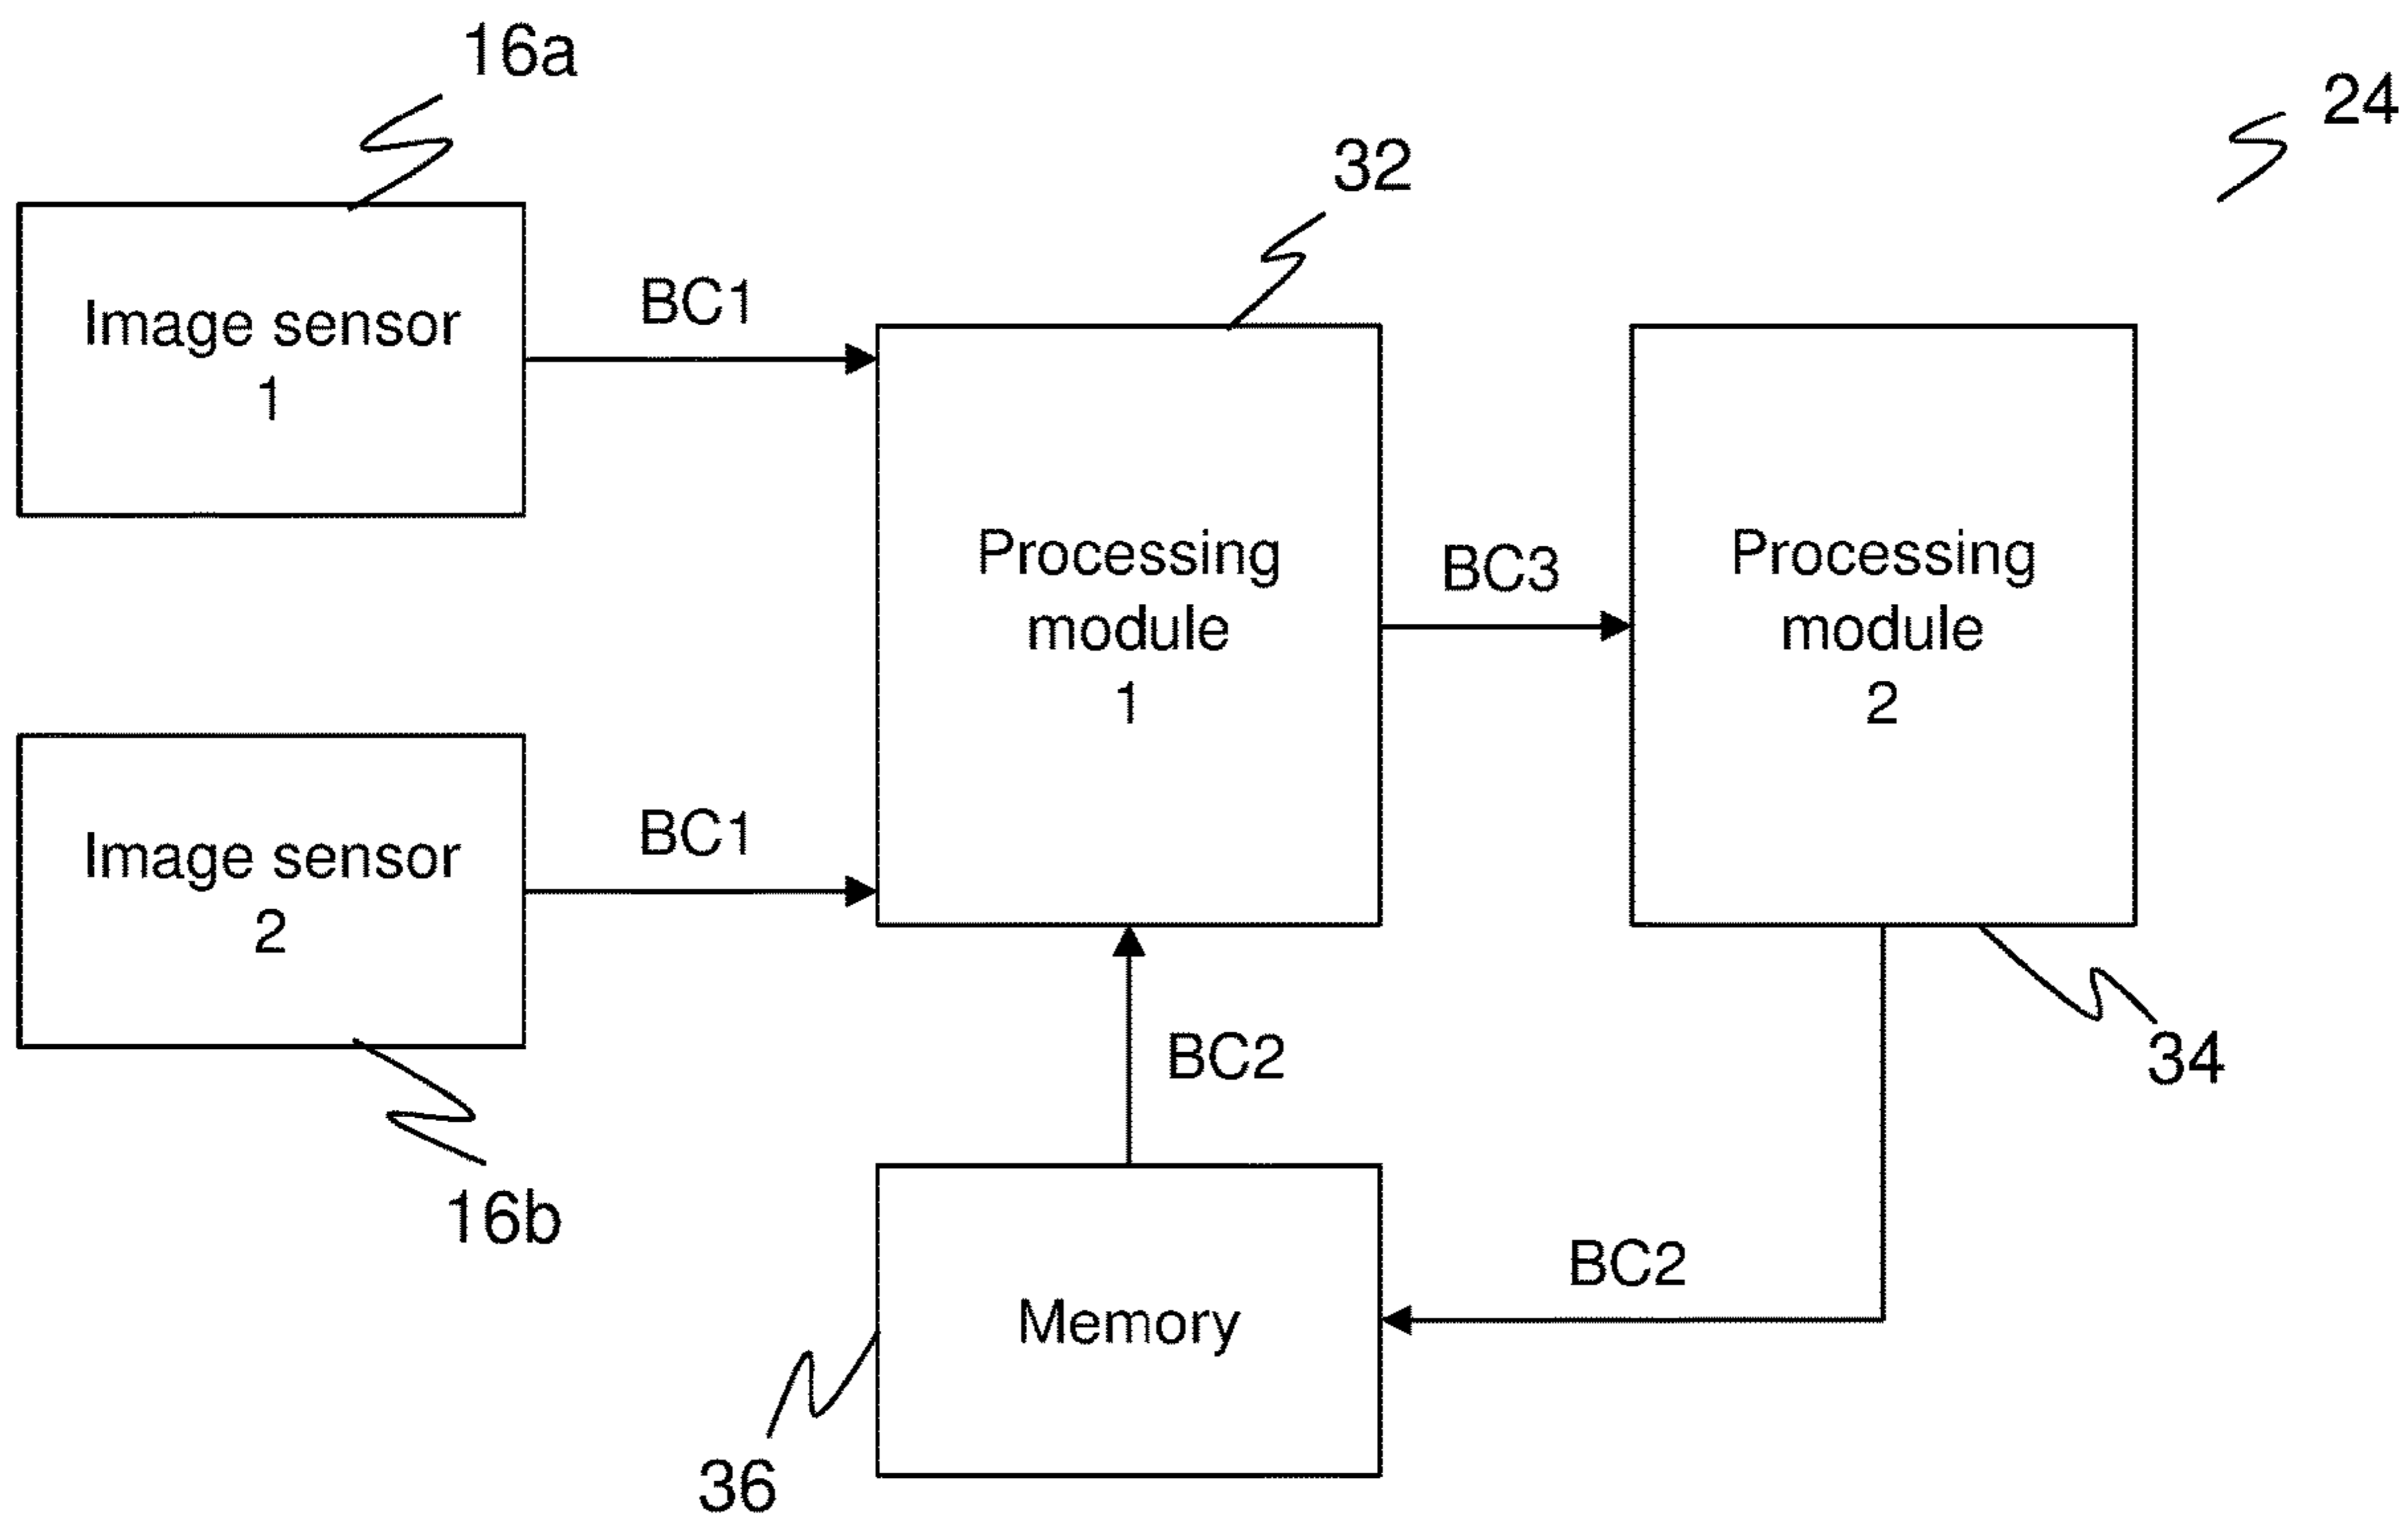 16a
24
32
Image sensor
1
BC1
Processing
module
1
BC3
Processing
module
2
Image sensor
2
BC1
BC2
34
16b
BC2
Memory
36